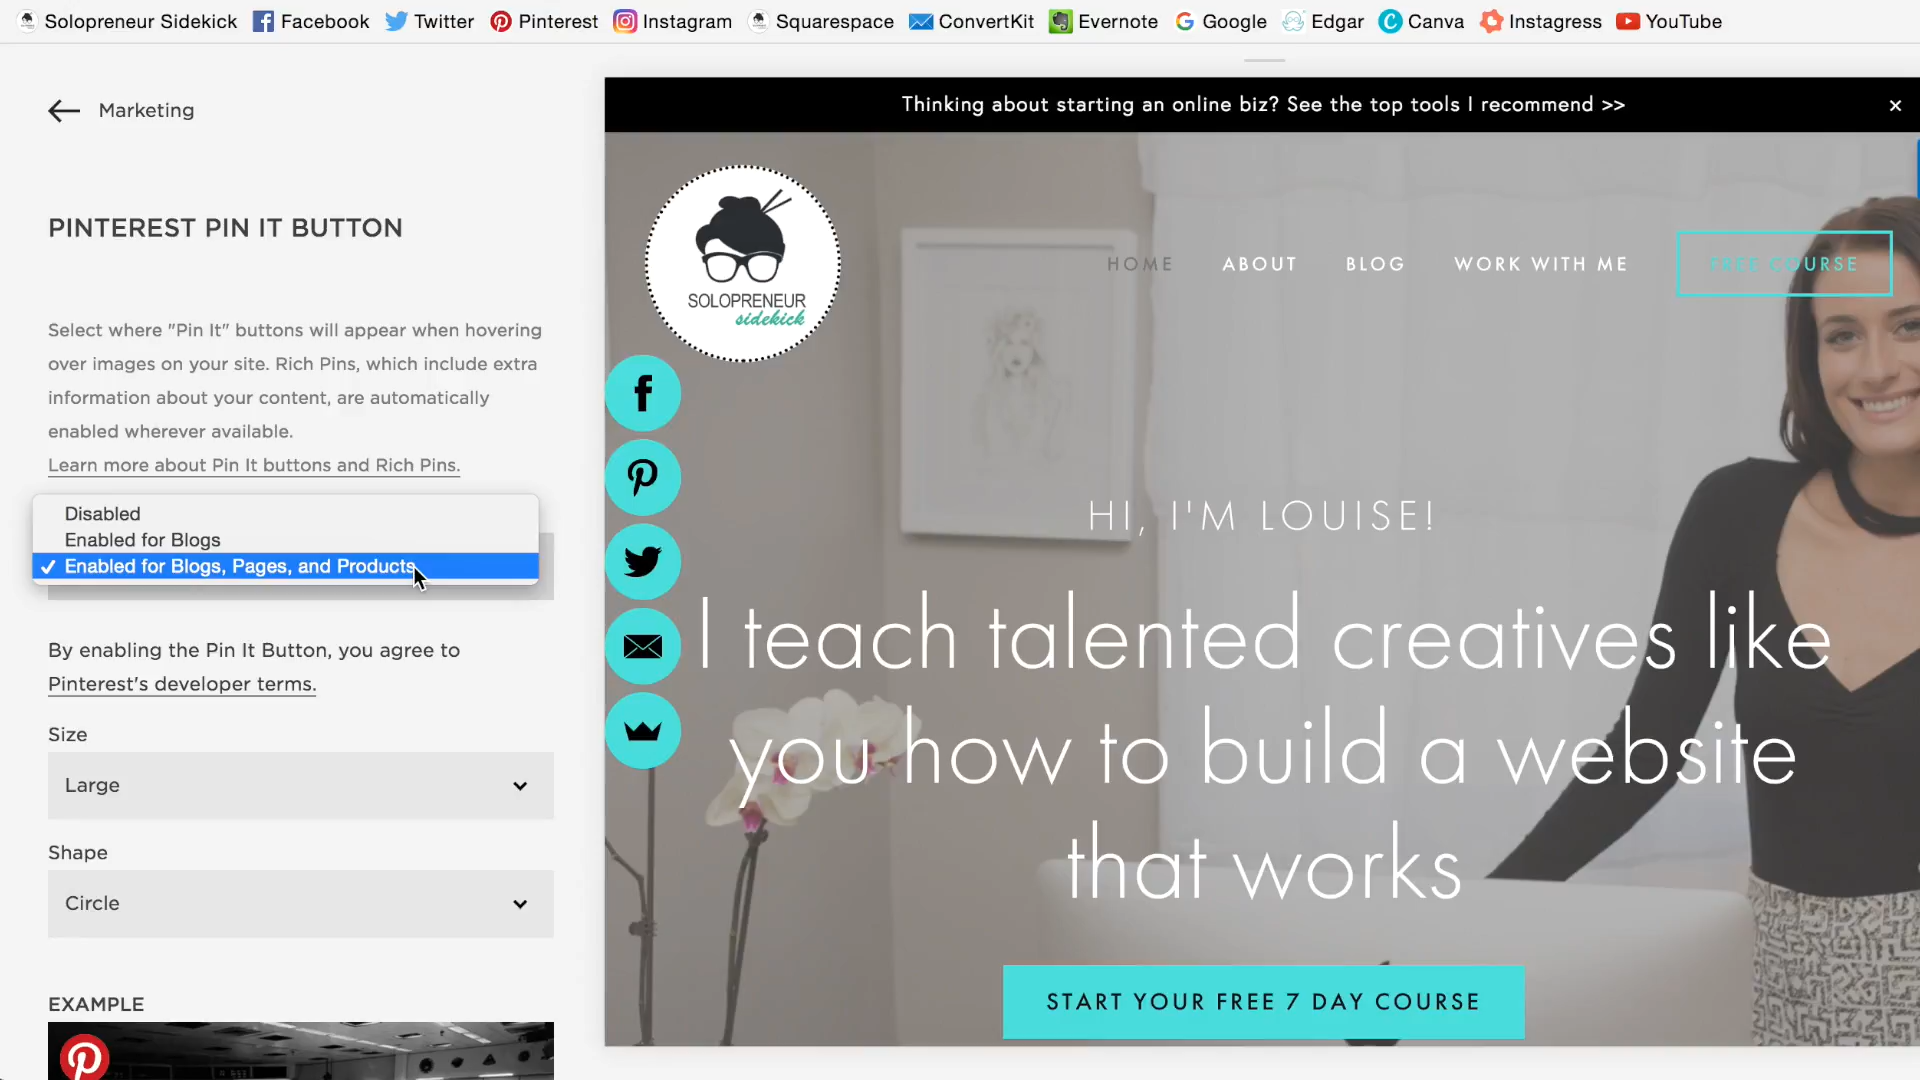 Solopreneur Sidekick Facebook Twitter Pinterest Instagram Squarespace ConvertKit Evernote Google Edgar Canva Instagress YouTube
Marketing
PINTEREST PIN IT BUTTON
Select where "Pin It" buttons will appear when hovering
over images on your site. Rich Pins, which include extra
information about your content, are automatically
enabled wherever available.
Learn more about Pin It buttons and Rich Pins.
Disabled
Enabled for Blogs
Enabled for Blogs, Pages, and Products
By enabling the Pin It Button, you agree to
Pinterest's developer terms.
Size
Large
Shape
Circle
EXAMPLE
Thinking about starting an online biz? See the top tools I recommend >>
SOLOPRENEUR
sidekick
HOME ABOUT BLOG WORK WITH ME FREE COURSE
HI, I'M LOUISE!
I teach talented creatives like
you how to build a website
that works
START YOUR FREE 7 DAY COURSE